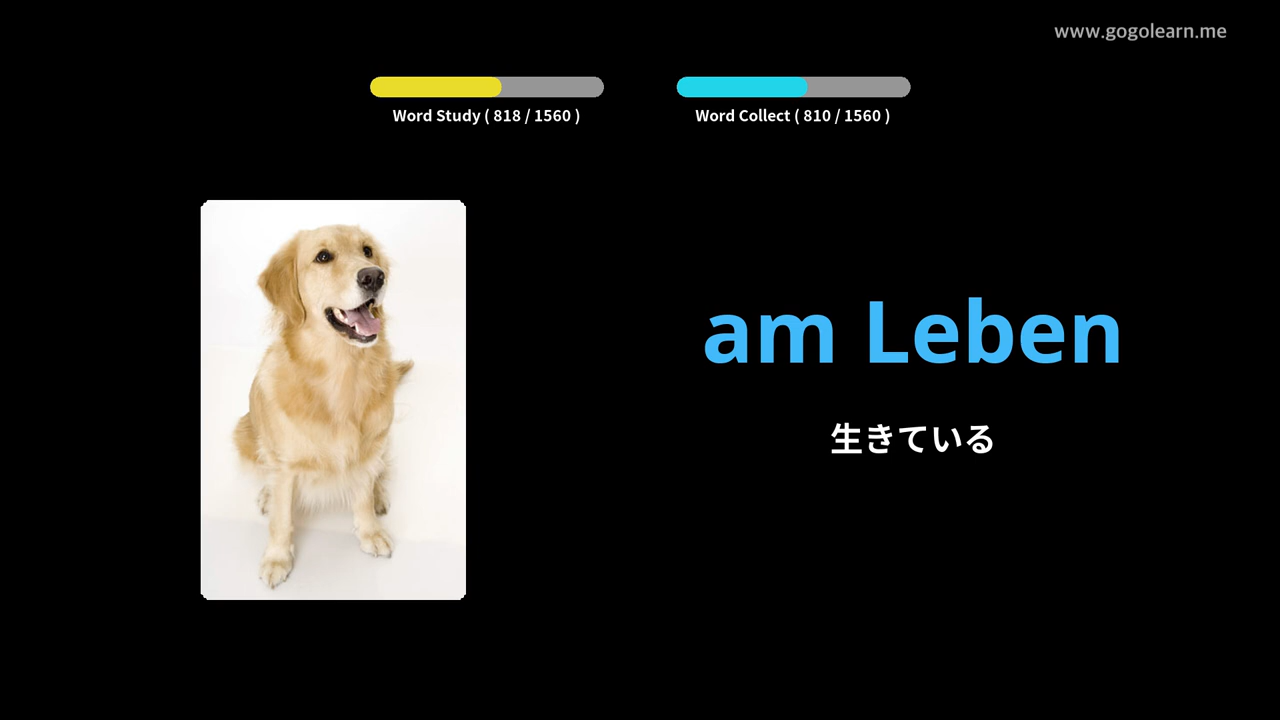 www.gogolearn.me
Word Study ( 818 / 1560 )
Word Collect ( 810 / 1560 )
am Leben
生きている